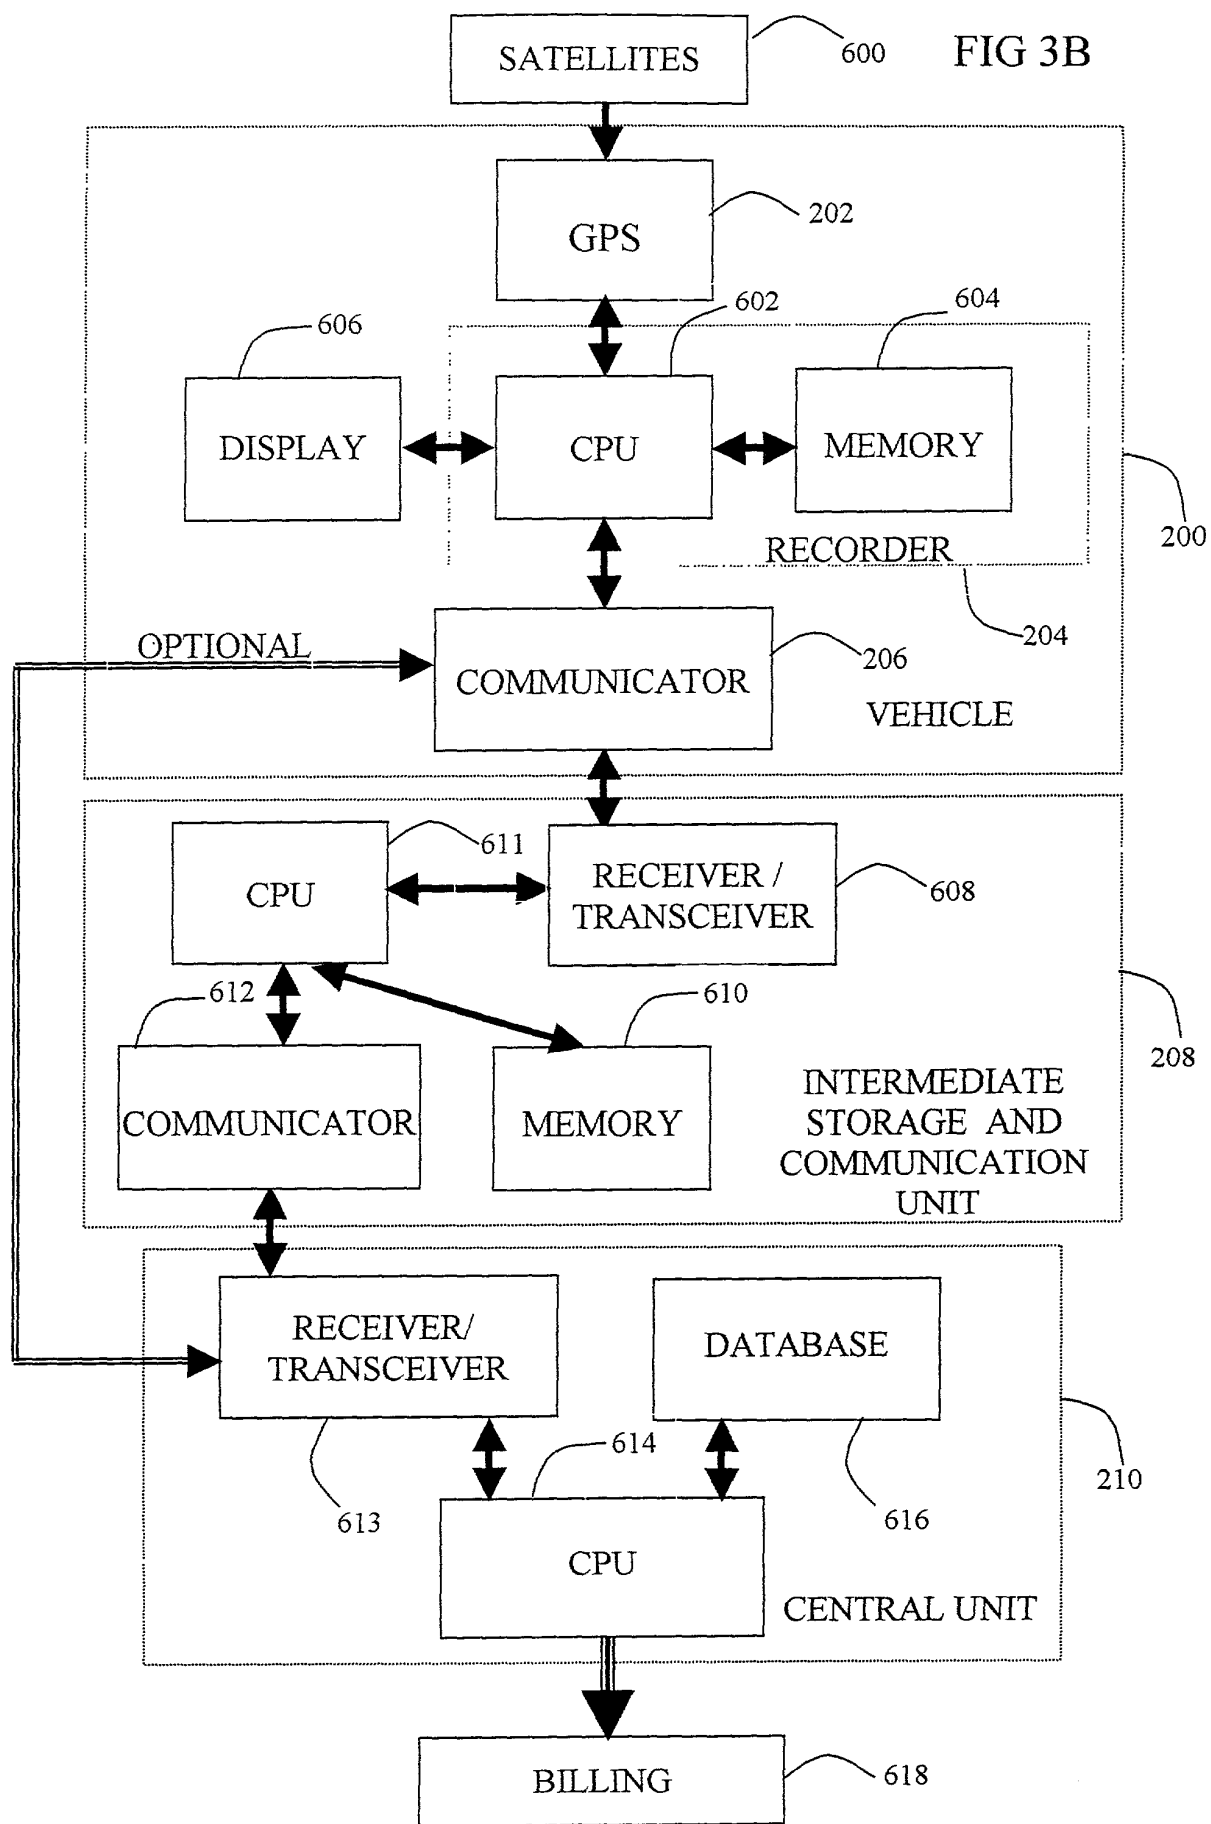 SATELLITES
600
FIG 3B
GPS
202
602
604
606
DISPLAY
CPU
MEMORY
200
RECORDER
204
OPTIONAL
COMMUNICATOR
206
VEHICLE
611
CPU
RECEIVER /
TRANSCEIVER
608
612
610
208
COMMUNICATOR
MEMORY
INTERMEDIATE
STORAGE AND
COMMUNICATION
UNIT
RECEIVER/
TRANSCEIVER
DATABASE
614
210
613
616
CPU
CENTRAL UNIT
BILLING
618